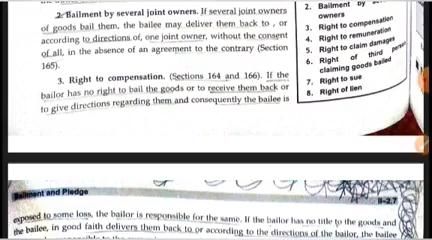 2. Bailment by several joint owners. If several joint owners
of goods bail them, the bailee may deliver them back to , or
according to directions of, one joint owner, without the consent
of all, in the absence of an agreement to the contrary (Section
165).
3. Right to compensation. (Sections 164 and 166). If the
bailor has no right to bail the goods or to receive them back or
to give directions regarding them and consequently the bailee is
2. Bailment by
owners
3. Right to compensation
4. Right to remuneration
5. Right to claim damages
6. Right of third person
claiming goods bailed
7. Right to sue
8. Right of lien
Bailment and Pledge
II-2.7
exposed to some loss, the bailor is responsible for the same. If the bailor has no title to the goods and
the bailee, in good faith delivers them back to or according to the directions of the bailor, the bailee